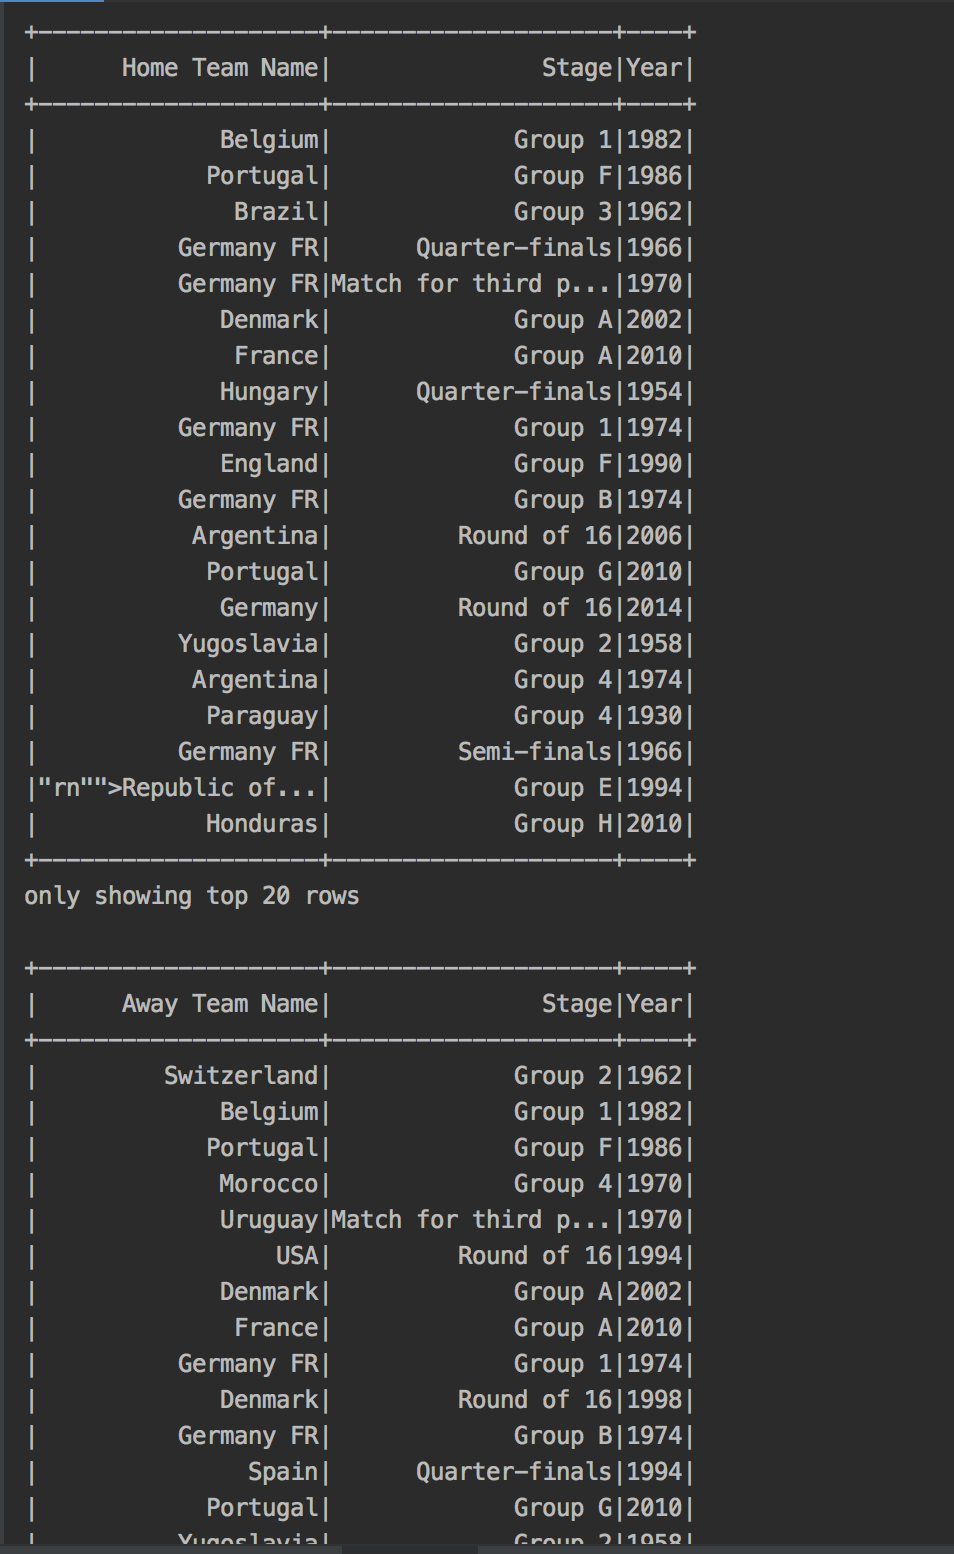 +--------------------+--------------------+----+
|      Home Team Name|               Stage|Year|
+--------------------+--------------------+----+
|             Belgium|             Group 1|1982|
|            Portugal|             Group F|1986|
|              Brazil|             Group 3|1962|
|          Germany FR|      Quarter-finals|1966|
|          Germany FR|Match for third p...|1970|
|             Denmark|             Group A|2002|
|              France|             Group A|2010|
|             Hungary|      Quarter-finals|1954|
|          Germany FR|             Group 1|1974|
|             England|             Group F|1990|
|          Germany FR|             Group B|1974|
|           Argentina|         Round of 16|2006|
|            Portugal|             Group G|2010|
|             Germany|         Round of 16|2014|
|          Yugoslavia|             Group 2|1958|
|           Argentina|             Group 4|1974|
|            Paraguay|             Group 4|1930|
|          Germany FR|         Semi-finals|1966|
|"rn"">Republic of...|             Group E|1994|
|            Honduras|             Group H|2010|
+--------------------+--------------------+----+
only showing top 20 rows
+--------------------+--------------------+----+
|      Away Team Name|               Stage|Year|
+--------------------+--------------------+----+
|         Switzerland|             Group 2|1962|
|             Belgium|             Group 1|1982|
|            Portugal|             Group F|1986|
|             Morocco|             Group 4|1970|
|             Uruguay|Match for third p...|1970|
|                 USA|         Round of 16|1994|
|             Denmark|             Group A|2002|
|              France|             Group A|2010|
|          Germany FR|             Group 1|1974|
|             Denmark|         Round of 16|1998|
|          Germany FR|             Group B|1974|
|               Spain|      Quarter-finals|1994|
|            Portugal|             Group G|2010|
|          Yugoslavia|             Group 2|1958|